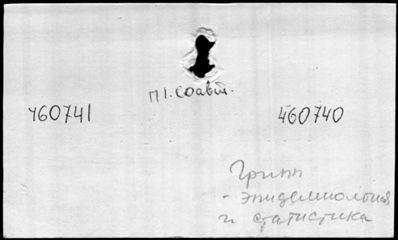 П1.соавт.
460741 460740
Грипп
- эпидемиология
и статистика